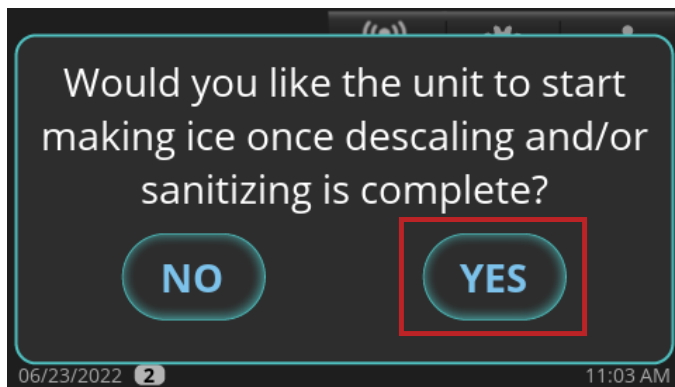 Would you like the unit to start
making ice once descaling and/or
sanitizing is complete?
NO YES
06/23/2022 2 11:03 AM